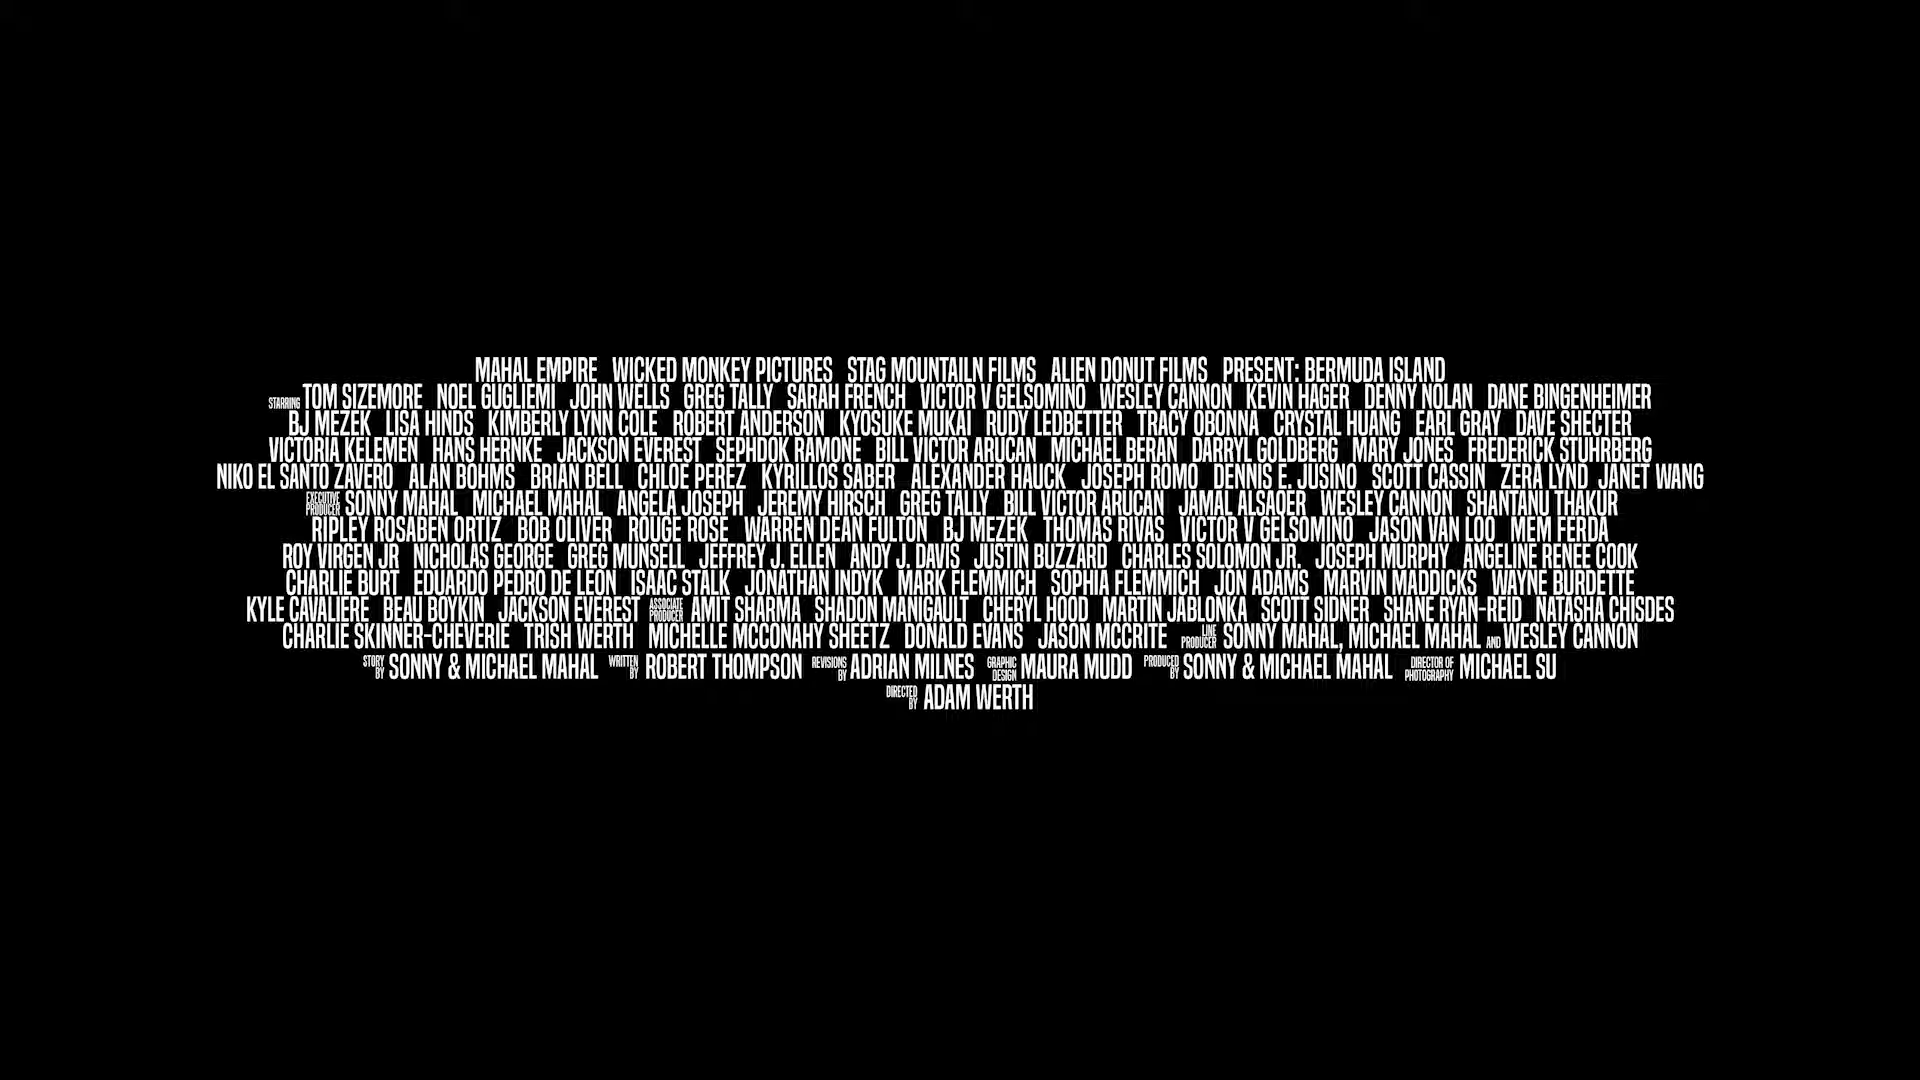 MAHAL EMPIRE WICKED MONKEY PICTURES STAG MOUNTAILN FILMS ALIEN DONUT FILMS PRESENT: BERMUDA ISLAND
STARRING TOM SIZEMORE NOEL GUGLIEMI JOHN WELLS GREG TALLY SARAH FRENCH VICTOR V GELSOMINO WESLEY CANNON KEVIN HAGER DENNY NOLAN DANE BINGENHEIMER
BJ MEZEK LISA HINDS KIMBERLY LYNN COLE ROBERT ANDERSON KYOSUKE MUKAI RUDY LEDBETTER TRACY OBONNA CRYSTAL HUANG EARL GRAY DAVE SHECTER
VICTORIA KELEMEN HANS HERNKE JACKSON EVEREST SEPHDOK RAMONE BILL VICTOR ARUCAN MICHAEL BERAN DARRYL GOLDBERG MARY JONES FREDERICK STUHRBERG
NIKO EL SANTO ZAVERO ALAN BOHMS BRIAN BELL CHLOE PEREZ KYRILLOS SABER ALEXANDER HAUCK JOSEPH ROMO DENNIS E. JUSINO SCOTT CASSIN ZERA LYND JANET WANG
EXECUTIVE PRODUCER SONNY MAHAL MICHAEL MAHAL ANGELA JOSEPH JEREMY HIRSCH GREG TALLY BILL VICTOR ARUCAN JAMAL ALSAQER WESLEY CANNON SHANTANU THAKUR
RIPLEY ROSABEN ORTIZ BOB OLIVER ROUGE ROSE WARREN DEAN FULTON BJ MEZEK THOMAS RIVAS VICTOR V GELSOMINO JASON VAN LOO MEM FERDA
ROY VIRGEN JR NICHOLAS GEORGE GREG MUNSELL JEFFREY J. ELLEN ANDY J. DAVIS JUSTIN BUZZARD CHARLES SOLOMON JR. JOSEPH MURPHY ANGELINE RENEE COOK
CHARLIE BURT EDUARDO PEDRO DE LEON ISAAC STALK JONATHAN INDYK MARK FLEMMICH SOPHIA FLEMMICH JON ADAMS MARVIN MADDICKS WAYNE BURDETTE
KYLE CAVALIERE BEAU BOYKIN JACKSON EVEREST ASSOCIATE PRODUCER AMIT SHARMA SHADON MANIGAULT CHERYL HOOD MARTIN JABLONKA SCOTT SIDNER SHANE RYAN-REID NATASHA CHISDES
CHARLIE SKINNER-CHEVERIE TRISH WERTH MICHELLE MCCONAHY SHEETZ DONALD EVANS JASON MCCRITE LINE PRODUCER SONNY MAHAL, MICHAEL MAHAL AND WESLEY CANNON
STORY BY SONNY & MICHAEL MAHAL WRITTEN BY ROBERT THOMPSON REVISIONS BY ADRIAN MILNES GRAPHIC DESIGN MAURA MUDD PRODUCED BY SONNY & MICHAEL MAHAL DIRECTOR OF PHOTOGRAPHY MICHAEL SU
DIRECTED BY ADAM WERTH